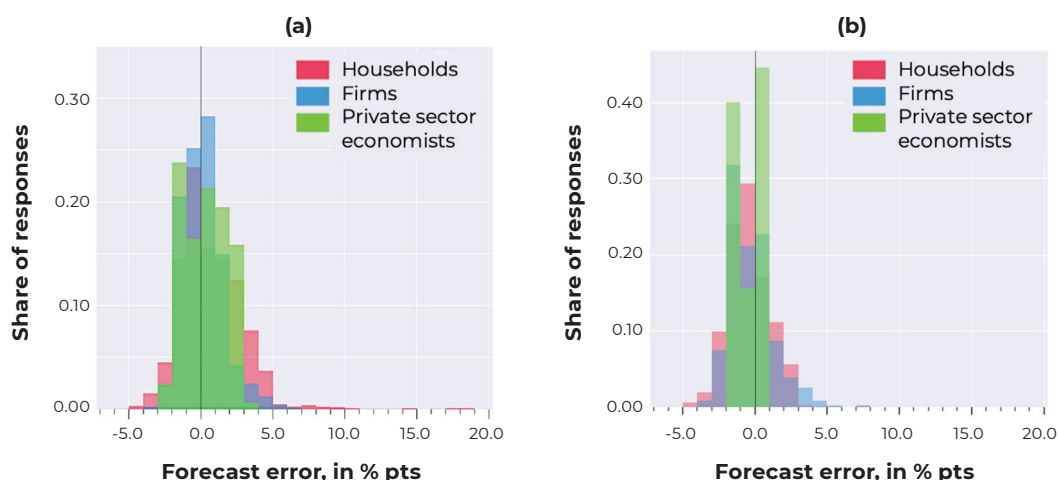 (a)
Share of responses
0.30
0.20
0.10
0.00
Households
Firms
Private sector
economists
-5.0 0.0 5.0 10.0 15.0 20.0
Forecast error, in % pts
(b)
Share of responses
0.40
0.30
0.20
0.10
0.00
Households
Firms
Private sector
economists
-5.0 0.0 5.0 10.0 15.0 20.0
Forecast error, in % pts